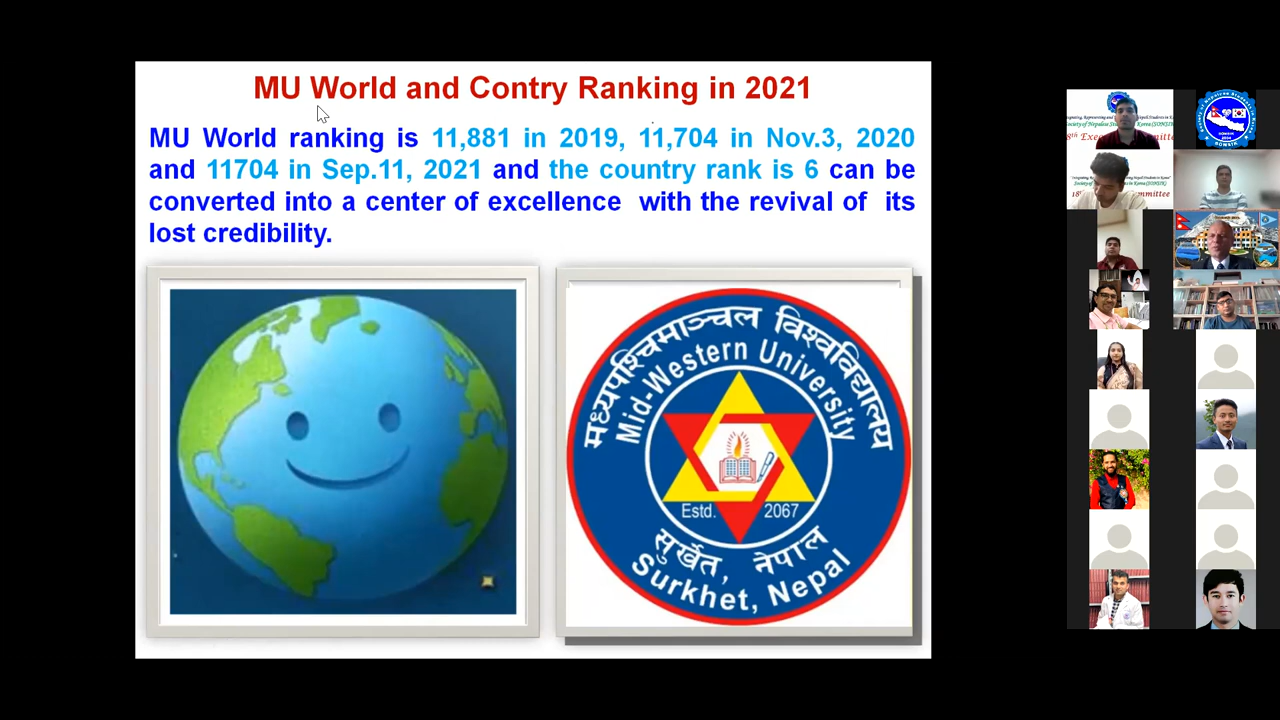 MU World and Contry Ranking in 2021
MU World ranking is 11,881 in 2019, 11,704 in Nov.3, 2020
and 11704 in Sep.11, 2021 and the country rank is 6 can be
converted into a center of excellence with the revival of its
lost credibility.
मध्यपश्चिमाञ्चल विश्वविद्यालय
Mid-Western University
Estd. 2067
सुर्खेत, नेपाल
Surkhet, Nepal